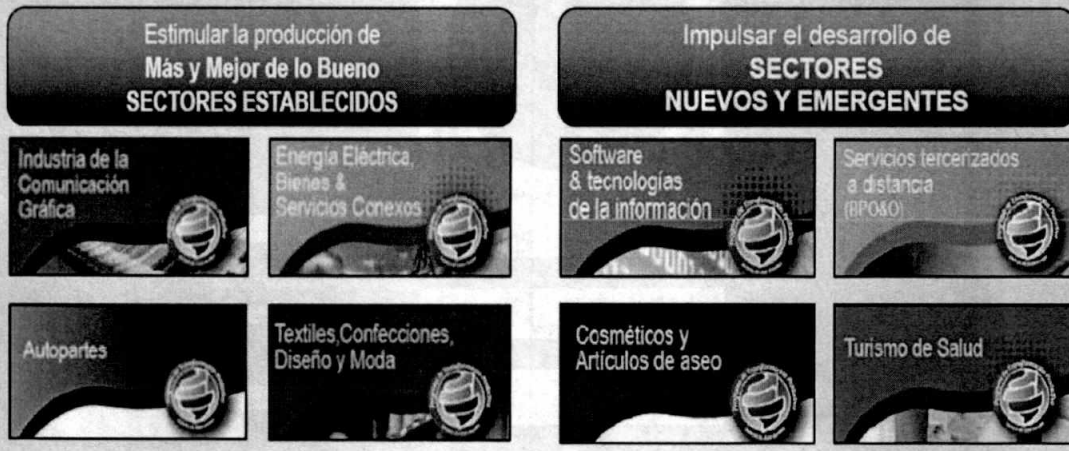 Estimular la producción de
Más y Mejor de lo Bueno
SECTORES ESTABLECIDOS
Industria de la
Comunicación
Gráfica
Energía Eléctrica,
Bienes &
Servicios Conexos
Autopartes
Textiles,Confecciones,
Diseño y Moda
Impulsar el desarrollo de
SECTORES
NUEVOS Y EMERGENTES
Software
& tecnologías
de la información
Servicios tercerizados
a distancia
(BPO&O)
Cosméticos y
Artículos de aseo
Turismo de Salud